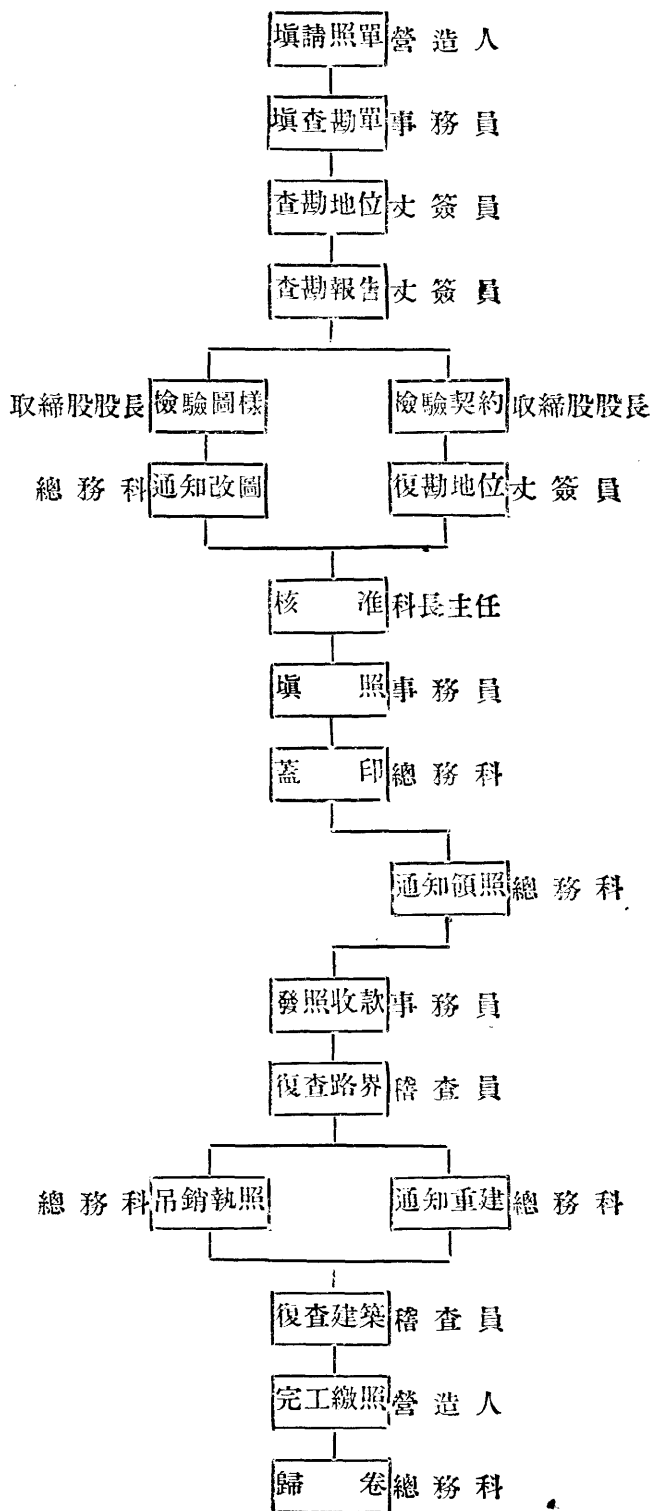 填請照單 營造人
填查勘單 事務員
查勘地位 丈簽員
查勘報告 丈簽員
取締股股長 檢驗圖樣 檢驗契約 取締股股長
總務科 通知改圖 復勘地位 丈簽員
核准 科長主任
填照 事務員
蓋印 總務科
通知領照 總務科
發照收款 事務員
復查路界 稽查員
總務科 吊銷執照 通知重建 總務科
復查建築 稽查員
完工繳照 營造人
歸卷 總務科